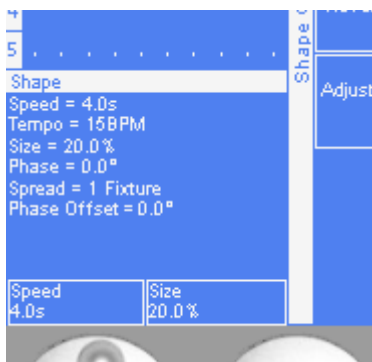 4
5 . . . . . . . . . . .
Shape
Speed = 4.0s
Tempo = 15BPM
Size = 20.0%
Phase = 0.0°
Spread = 1 Fixture
Phase Offset = 0.0°
Speed
4.0s
Size
20.0%
Shape
Adjust